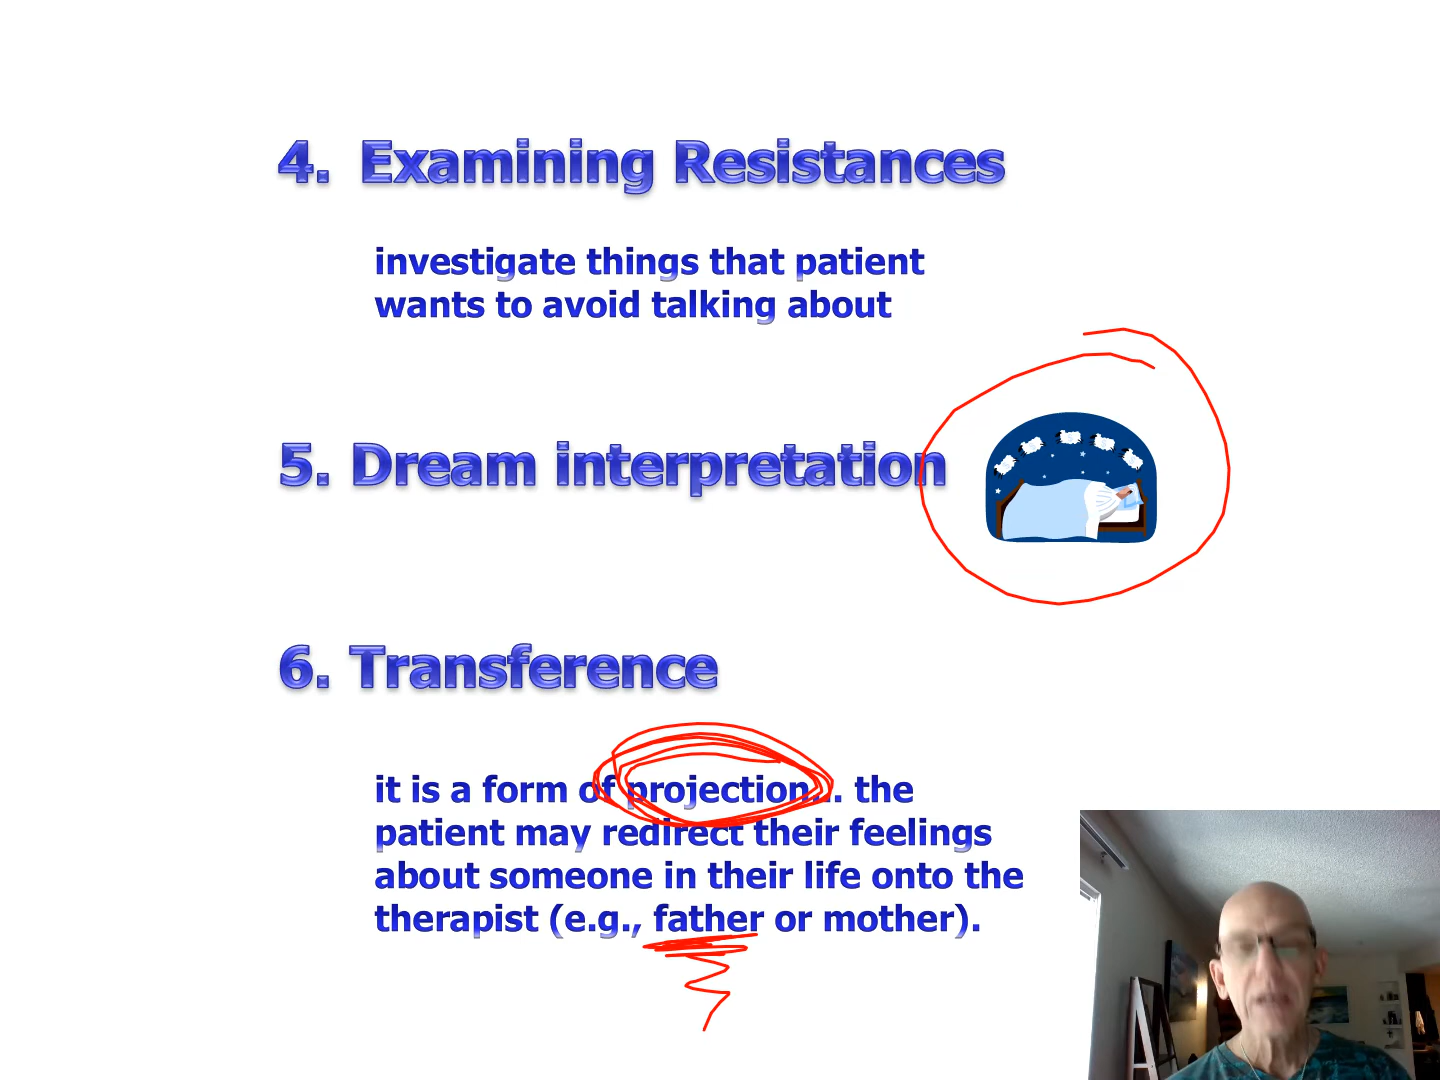 4. Examining Resistances
investigate things that patient
wants to avoid talking about
5. Dream interpretation
6. Transference
it is a form of projection... the
patient may redirect their feelings
about someone in their life onto the
therapist (e.g., father or mother).